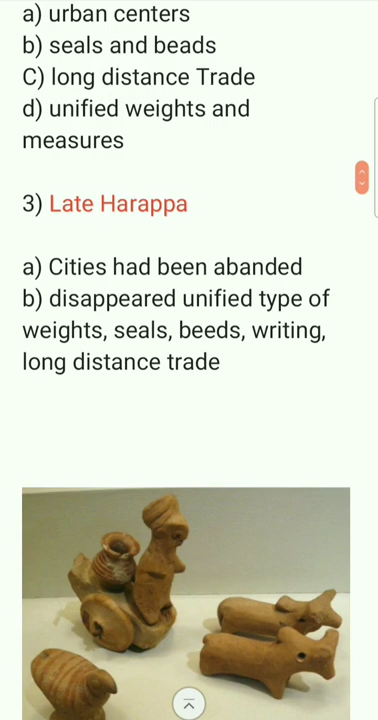 a) urban centers
b) seals and beads
C) long distance Trade
d) unified weights and
measures
3) Late Harappa
a) Cities had been abanded
b) disappeared unified type of
weights, seals, beeds, writing,
long distance trade